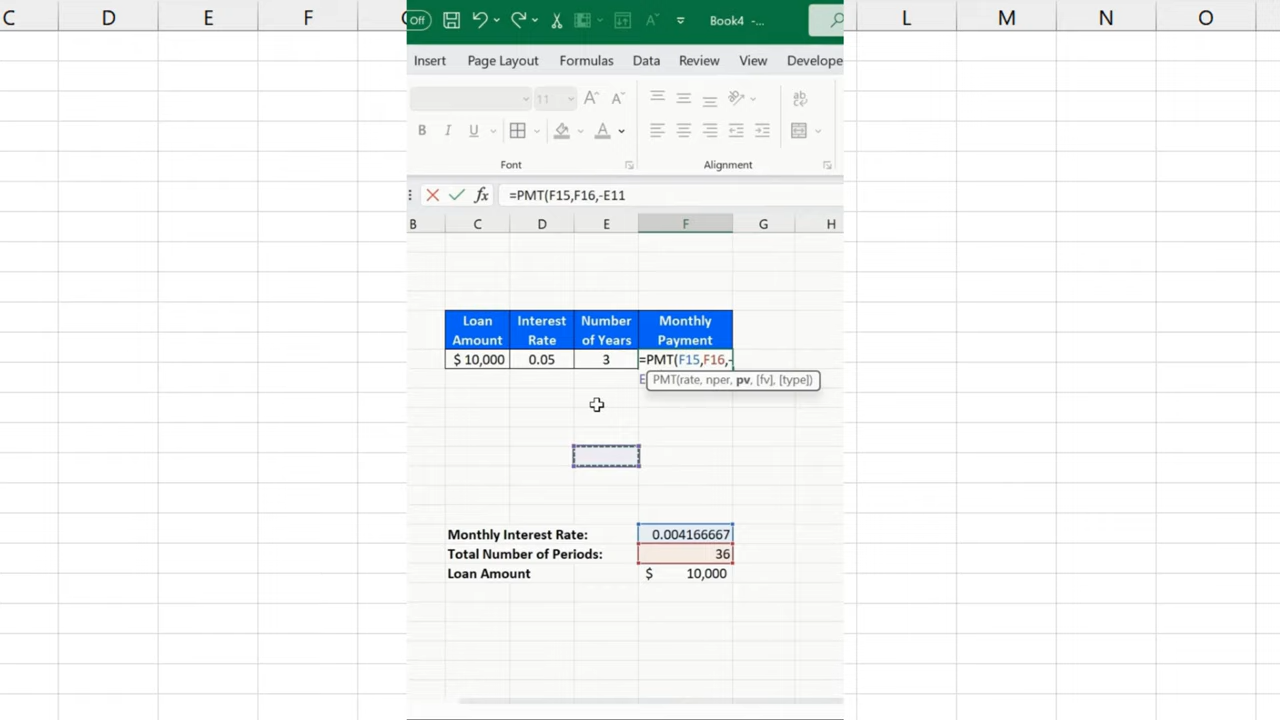 C D E F L M N O
Off Book4 -...
Insert Page Layout Formulas Data Review View Develope
11 A A
B I U A ab
Font Alignment
fx =PMT(F15,F16,-E11
B C D E F G H
Loan Interest Number Monthly
Amount Rate of Years Payment
$ 10,000 0.05 3 =PMT(F15,F16,-
E PMT(rate, nper, pv, [fv], [type])
Monthly Interest Rate: 0.004166667
Total Number of Periods: 36
Loan Amount $ 10,000